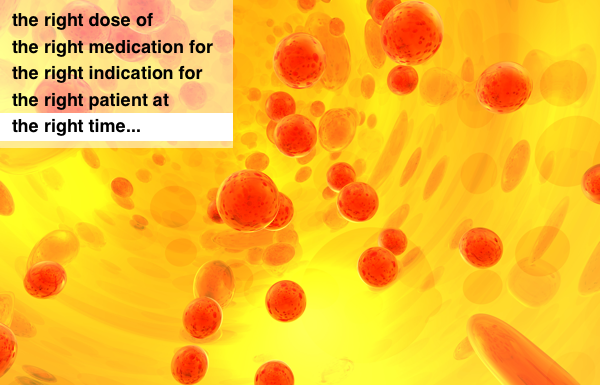 the right dose of
the right medication for
the right indication for
the right patient at
the right time...